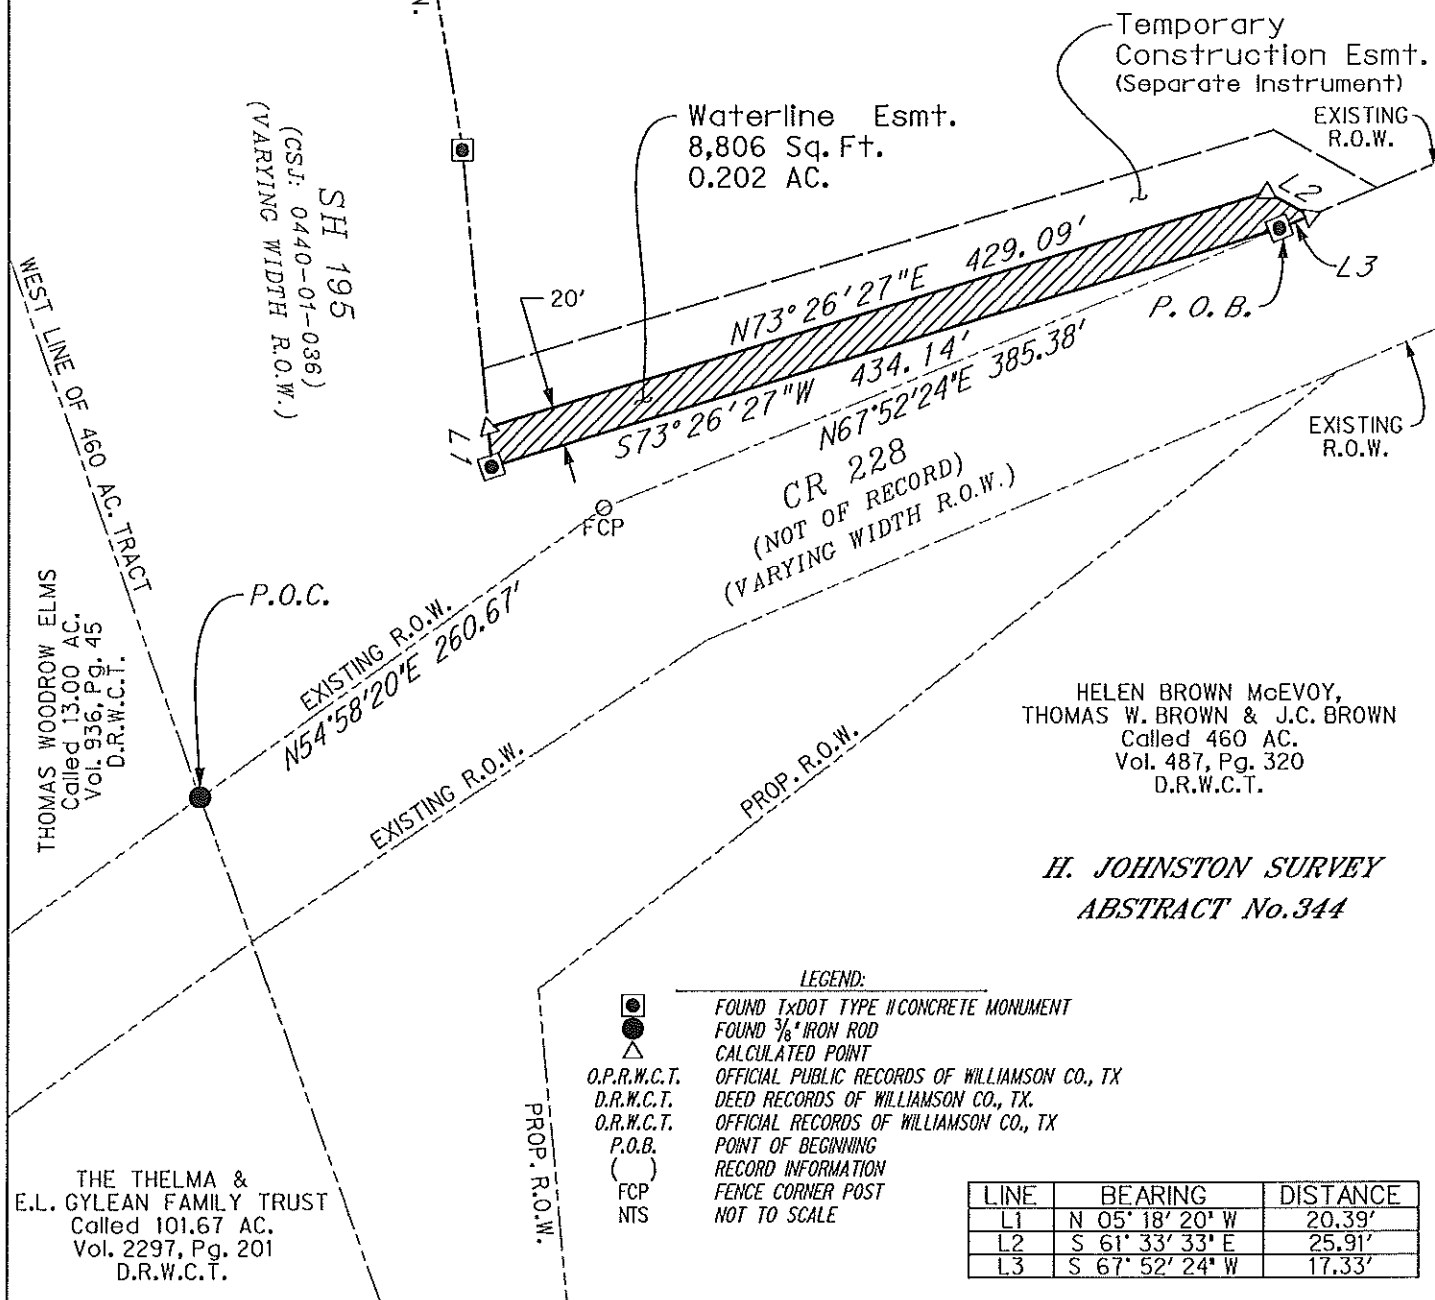 N.
Temporary
Construction Esmt.
(Separate Instrument)
EXISTING
R.O.W.
Waterline Esmt.
8,806 Sq. Ft.
0.202 AC.
SH 195
(CSJ: 0440-01-036)
(VARYING WIDTH R.O.W.)
L2
L3
P.O.B.
N73°26'27"E 429.09'
20'
S73°26'27"W 434.14'
N67°52'24"E 385.38'
L1
CR 228
(NOT OF RECORD)
(VARYING WIDTH R.O.W.)
EXISTING
R.O.W.
FCP
WEST LINE OF 460 AC. TRACT
P.O.C.
THOMAS WOODROW ELMS
Called 13.00 AC.
Vol. 936, Pg. 45
D.R.W.C.T.
EXISTING R.O.W.
N54°58'20"E 260.67'
EXISTING R.O.W.
PROP. R.O.W.
HELEN BROWN McEVOY,
THOMAS W. BROWN & J.C. BROWN
Called 460 AC.
Vol. 487, Pg. 320
D.R.W.C.T.
H. JOHNSTON SURVEY
ABSTRACT No.344
PROP. R.O.W.
LEGEND:
FOUND TxDOT TYPE II CONCRETE MONUMENT
FOUND 3/8" IRON ROD
CALCULATED POINT
O.P.R.W.C.T. OFFICIAL PUBLIC RECORDS OF WILLIAMSON CO., TX
D.R.W.C.T. DEED RECORDS OF WILLIAMSON CO., TX.
O.R.W.C.T. OFFICIAL RECORDS OF WILLIAMSON CO., TX
P.O.B. POINT OF BEGINNING
( ) RECORD INFORMATION
FCP FENCE CORNER POST
NTS NOT TO SCALE
THE THELMA &
E.L. GYLEAN FAMILY TRUST
Called 101.67 AC.
Vol. 2297, Pg. 201
D.R.W.C.T.
LINE BEARING DISTANCE
L1 N 05°18'20" W 20.39'
L2 S 61°33'33" E 25.91'
L3 S 67°52'24" W 17.33'